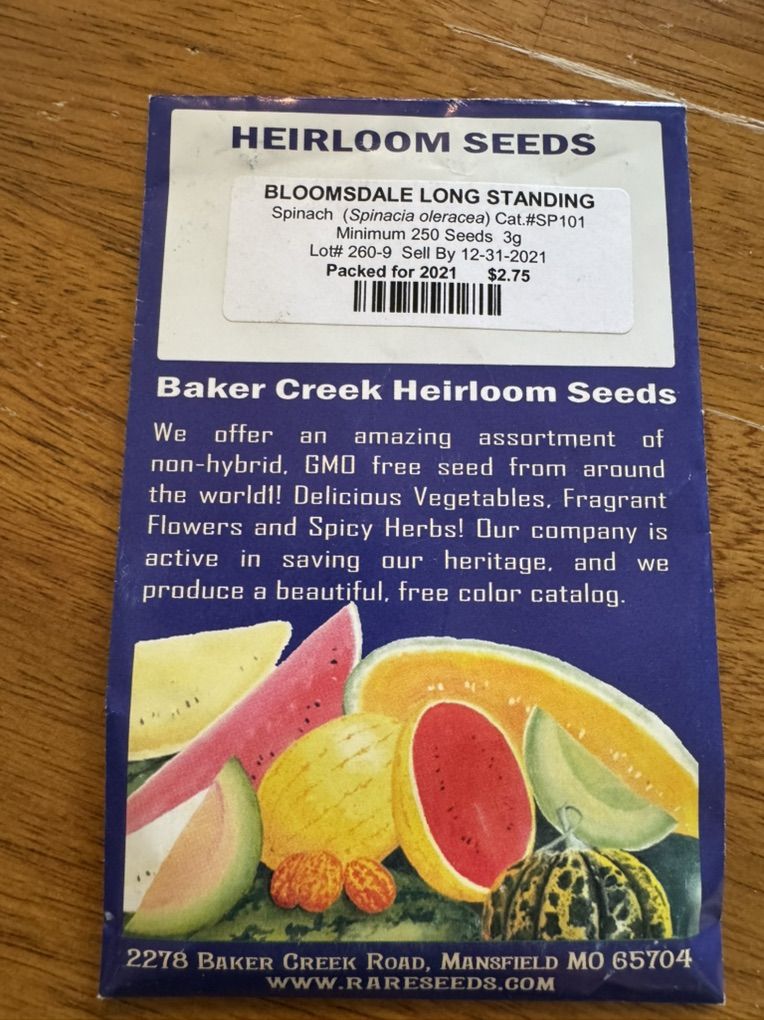 HEIRLOOM SEEDS
BLOOMSDALE LONG STANDING
Spinach (Spinacia oleracea) Cat.#SP101
Minimum 250 Seeds 3g
Lot# 260-9 Sell By 12-31-2021
Packed for 2021 $2.75
Baker Creek Heirloom Seeds
We offer an amazing assortment of
non-hybrid, GMO free seed from around
the world1! Delicious Vegetables, Fragrant
Flowers and Spicy Herbs! Our company is
active in saving our heritage, and we
produce a beautiful, free color catalog.
2278 Baker Creek Road, Mansfield MO 65704
www.rareseeds.com